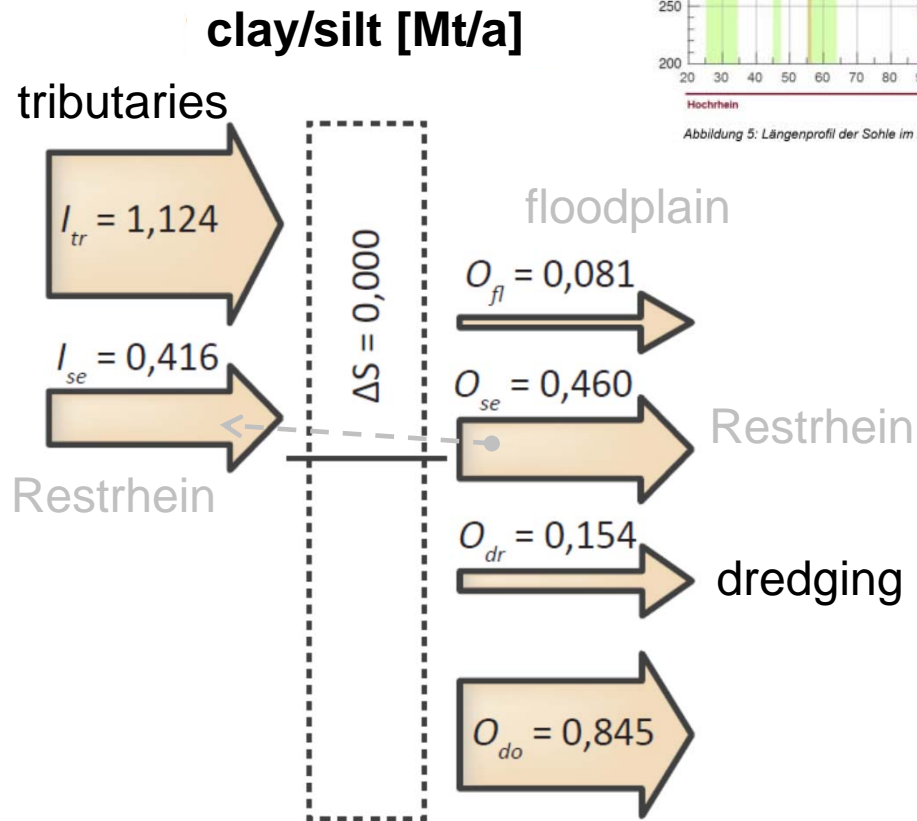 clay/silt [Mt/a]
250
200
20 30 40 50 60 70 80
Hochrhein
Abbildung 5: Längenprofil der Sohle im
tributaries
I_tr = 1,124
ΔS = 0,000
floodplain
O_fl = 0,081
I_se = 0,416
O_se = 0,460
Restrhein
Restrhein
O_dr = 0,154
dredging
O_do = 0,845